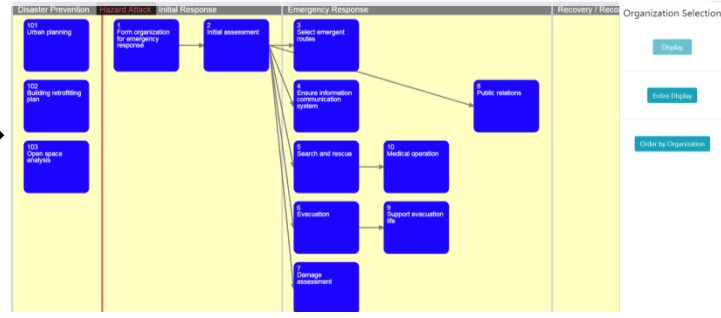 Disaster Prevention
Hazard Attack
Initial Response
Emergency Response
Recovery / Reco
Organization Selection
101
Urban planning
1
Form organization
for emergency
response
2
Initial assessment
3
Select emergent
routes
Display
102
Building retrofitting
plan
4
Ensure information
communication
system
8
Public relations
Entire Display
103
Open space
analysis
5
Search and rescue
10
Medical operation
Order by Organization
6
Evacuation
9
Support evacuation
life
7
Damage
assessment